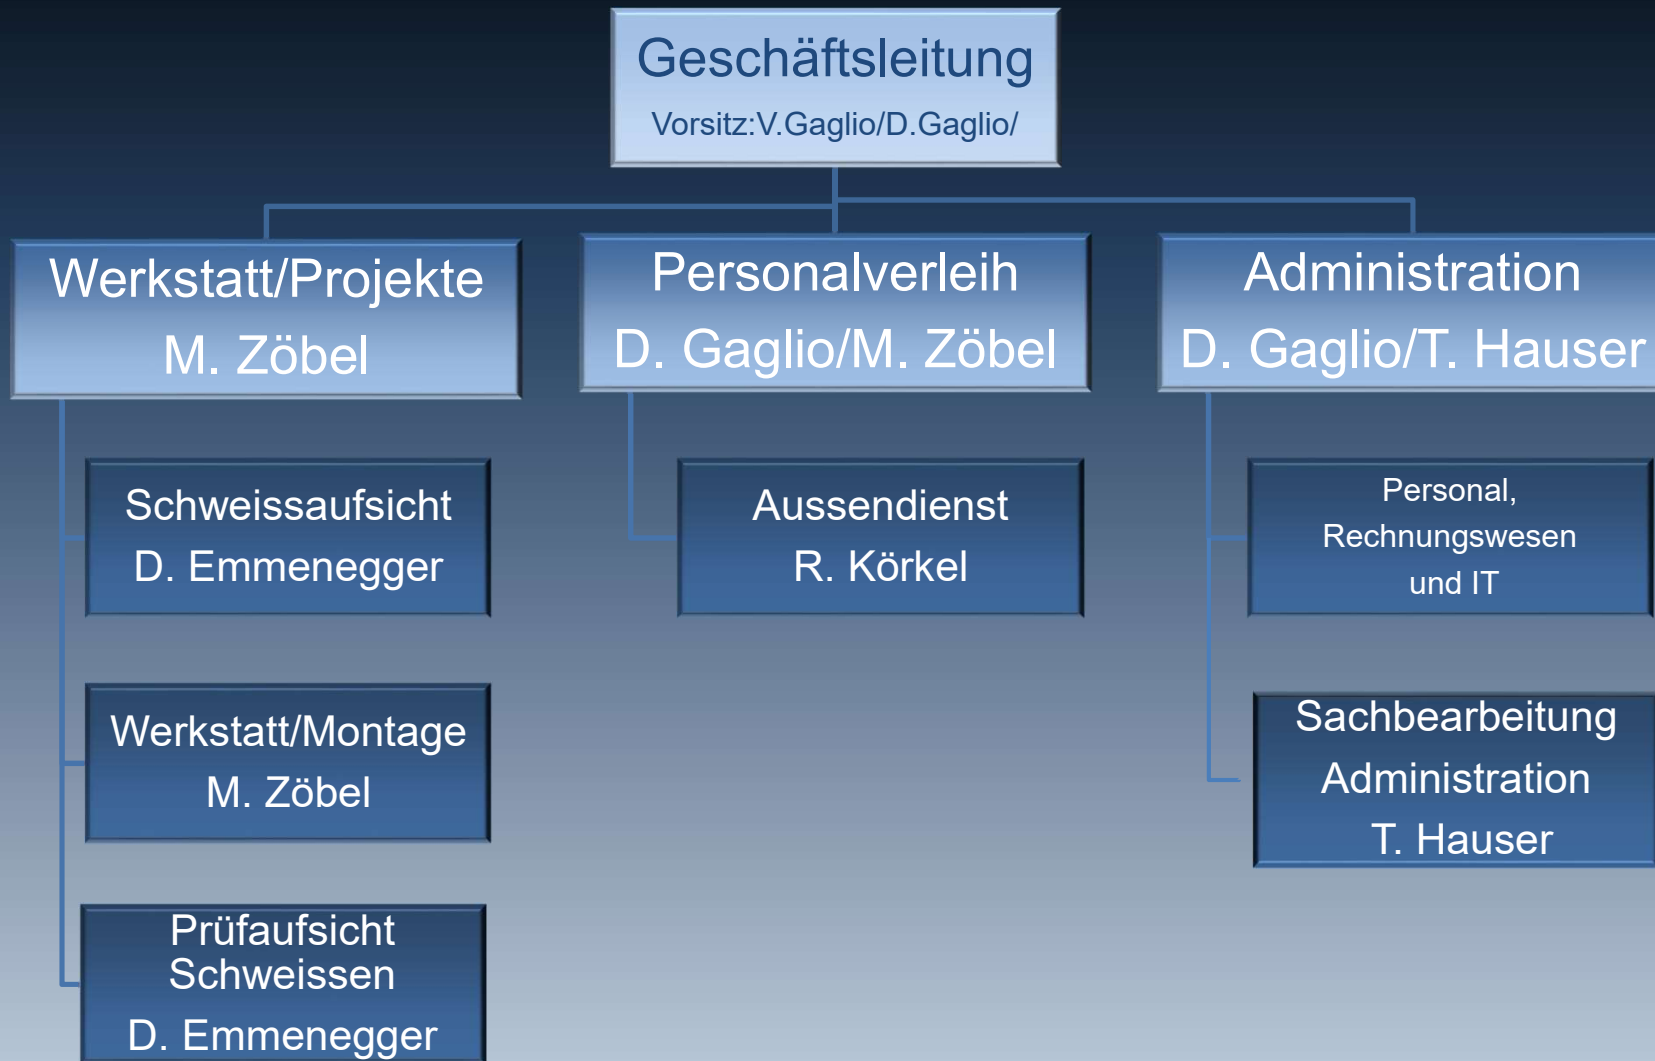 Geschäftsleitung
Vorsitz:V.Gaglio/D.Gaglio/
Werkstatt/Projekte
M. Zöbel
Personalverleih
D. Gaglio/M. Zöbel
Administration
D. Gaglio/T. Hauser
Schweissaufsicht
D. Emmenegger
Aussendienst
R. Körkel
Personal,
Rechnungswesen
und IT
Werkstatt/Montage
M. Zöbel
Sachbearbeitung
Administration
T. Hauser
Prüfaufsicht
Schweissen
D. Emmenegger